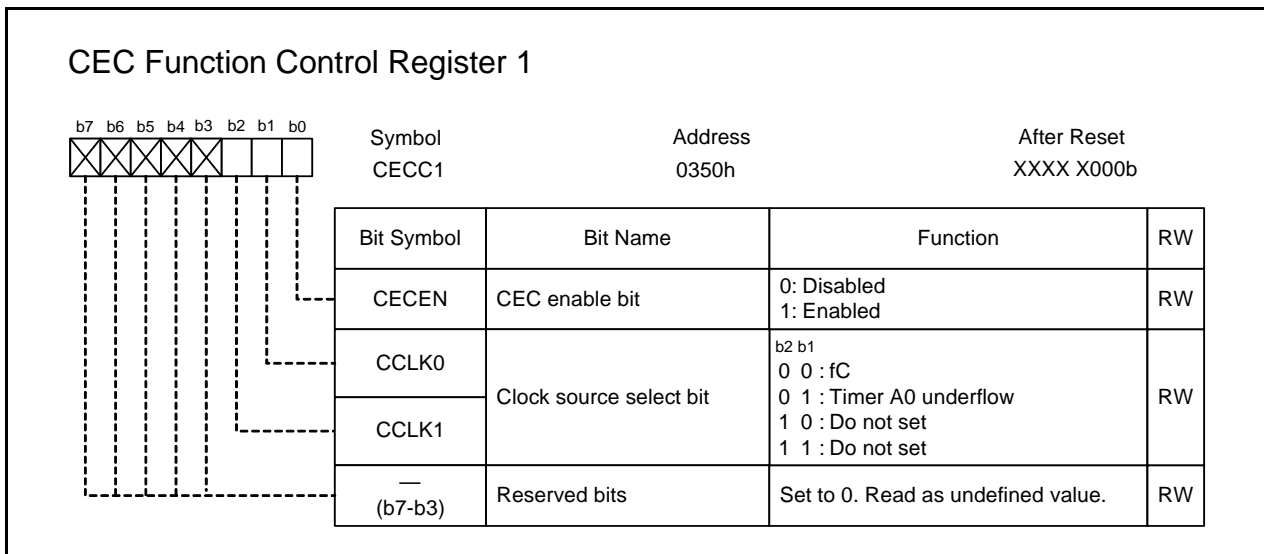 CEC Function Control Register 1
b7 b6 b5 b4 b3 b2 b1 b0
Symbol Address After Reset
CECC1 0350h XXXX X000b
Bit Symbol Bit Name Function RW
CECEN CEC enable bit 0: Disabled RW
1: Enabled
CCLK0 Clock source select bit b2 b1 RW
0 0 : fC
0 1 : Timer A0 underflow
CCLK1 1 0 : Do not set
1 1 : Do not set
—
(b7-b3) Reserved bits Set to 0. Read as undefined value. RW